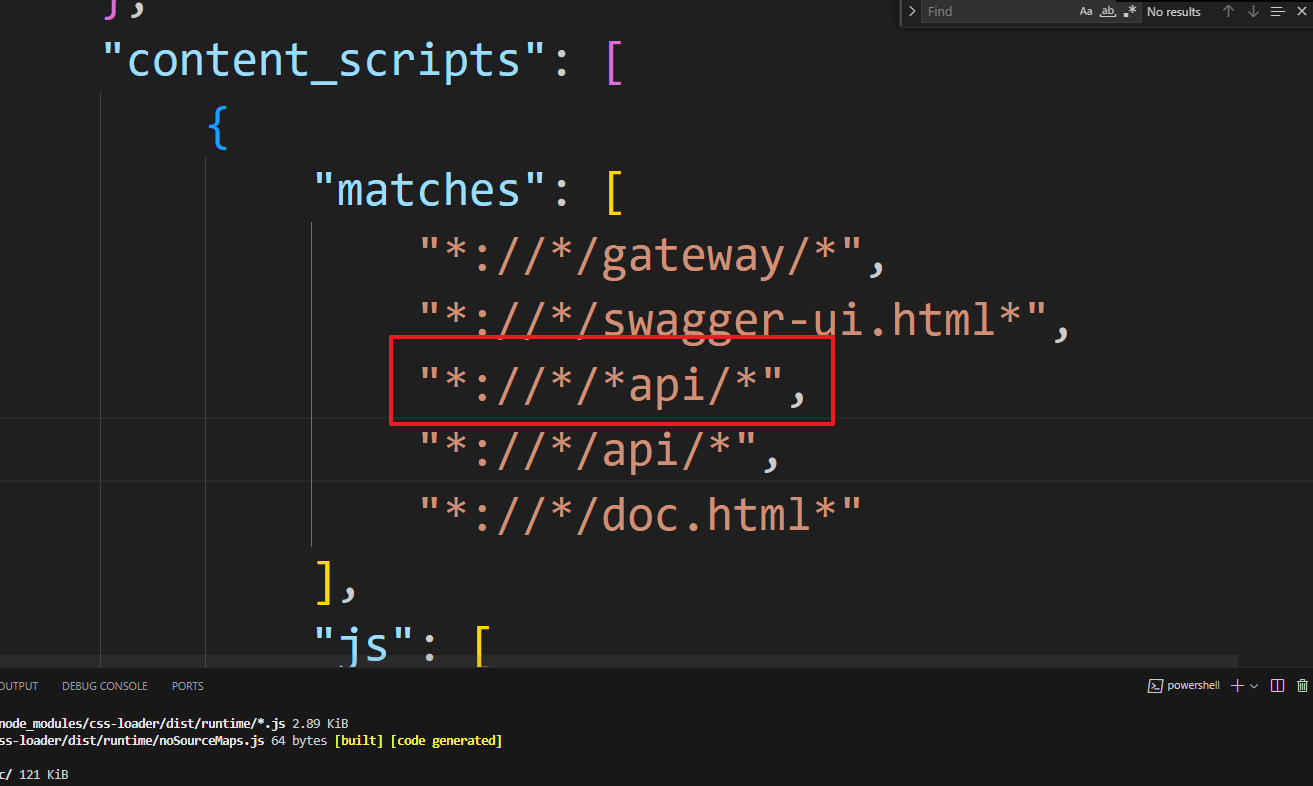 Find Aa ab .* No results
},
"content_scripts": [
{
"matches": [
"*://*/gateway/*",
"*://*/swagger-ui.html*",
"*://*/*api/*",
"*://*/api/*",
"*://*/doc.html*"
],
"js": [
OUTPUT DEBUG CONSOLE PORTS powershell
node_modules/css-loader/dist/runtime/*.js 2.89 KiB
ss-loader/dist/runtime/noSourceMaps.js 64 bytes [built] [code generated]
c/ 121 KiB